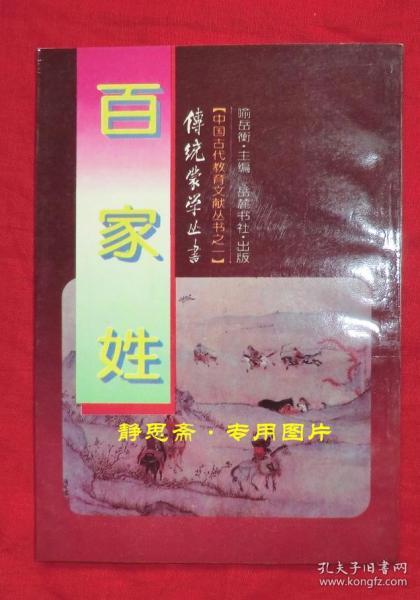 百家姓
傳統蒙学丛書
【中国古代教育文献丛书之一】
喻岳衡·主编 岳麓书社·出版
静思斋·专用图片
孔夫子旧书网
www.kongfz.com